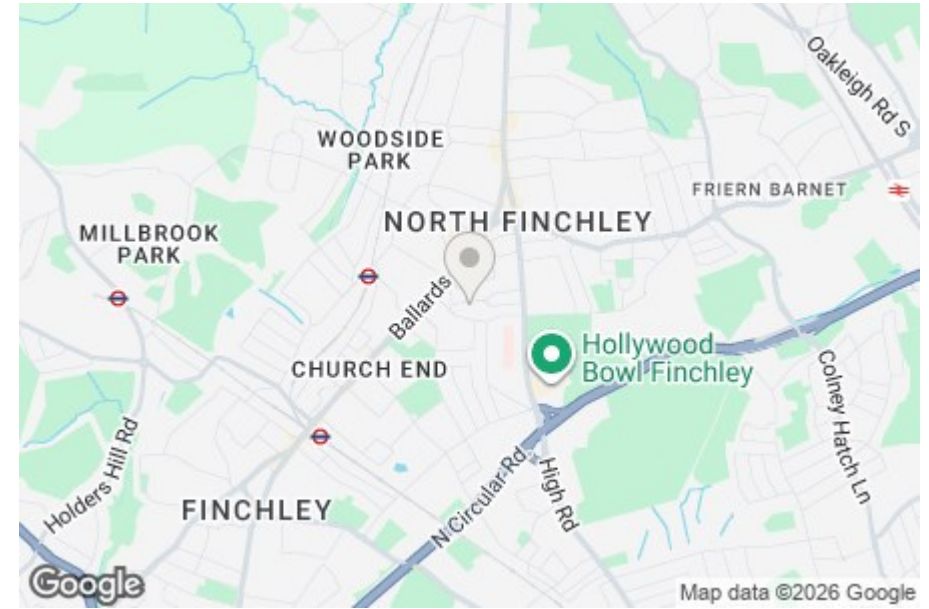 Oakleigh Rd S
WOODSIDE
PARK
FRIERN BARNET
NORTH FINCHLEY
MILLBROOK
PARK
Ballards
Hollywood
Bowl Finchley
CHURCH END
Colney Hatch Ln
Holders Hill Rd
N Circular Rd
High Rd
FINCHLEY
Google
Map data ©2026 Google